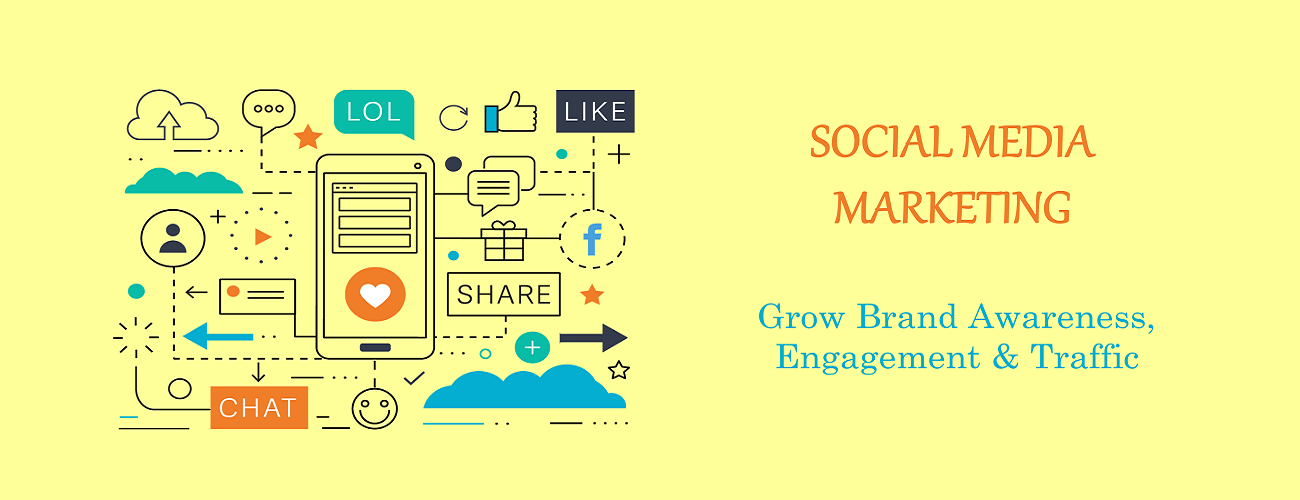 LOL
LIKE
f
SHARE
CHAT
SOCIAL MEDIA
MARKETING
Grow Brand Awareness,
Engagement & Traffic